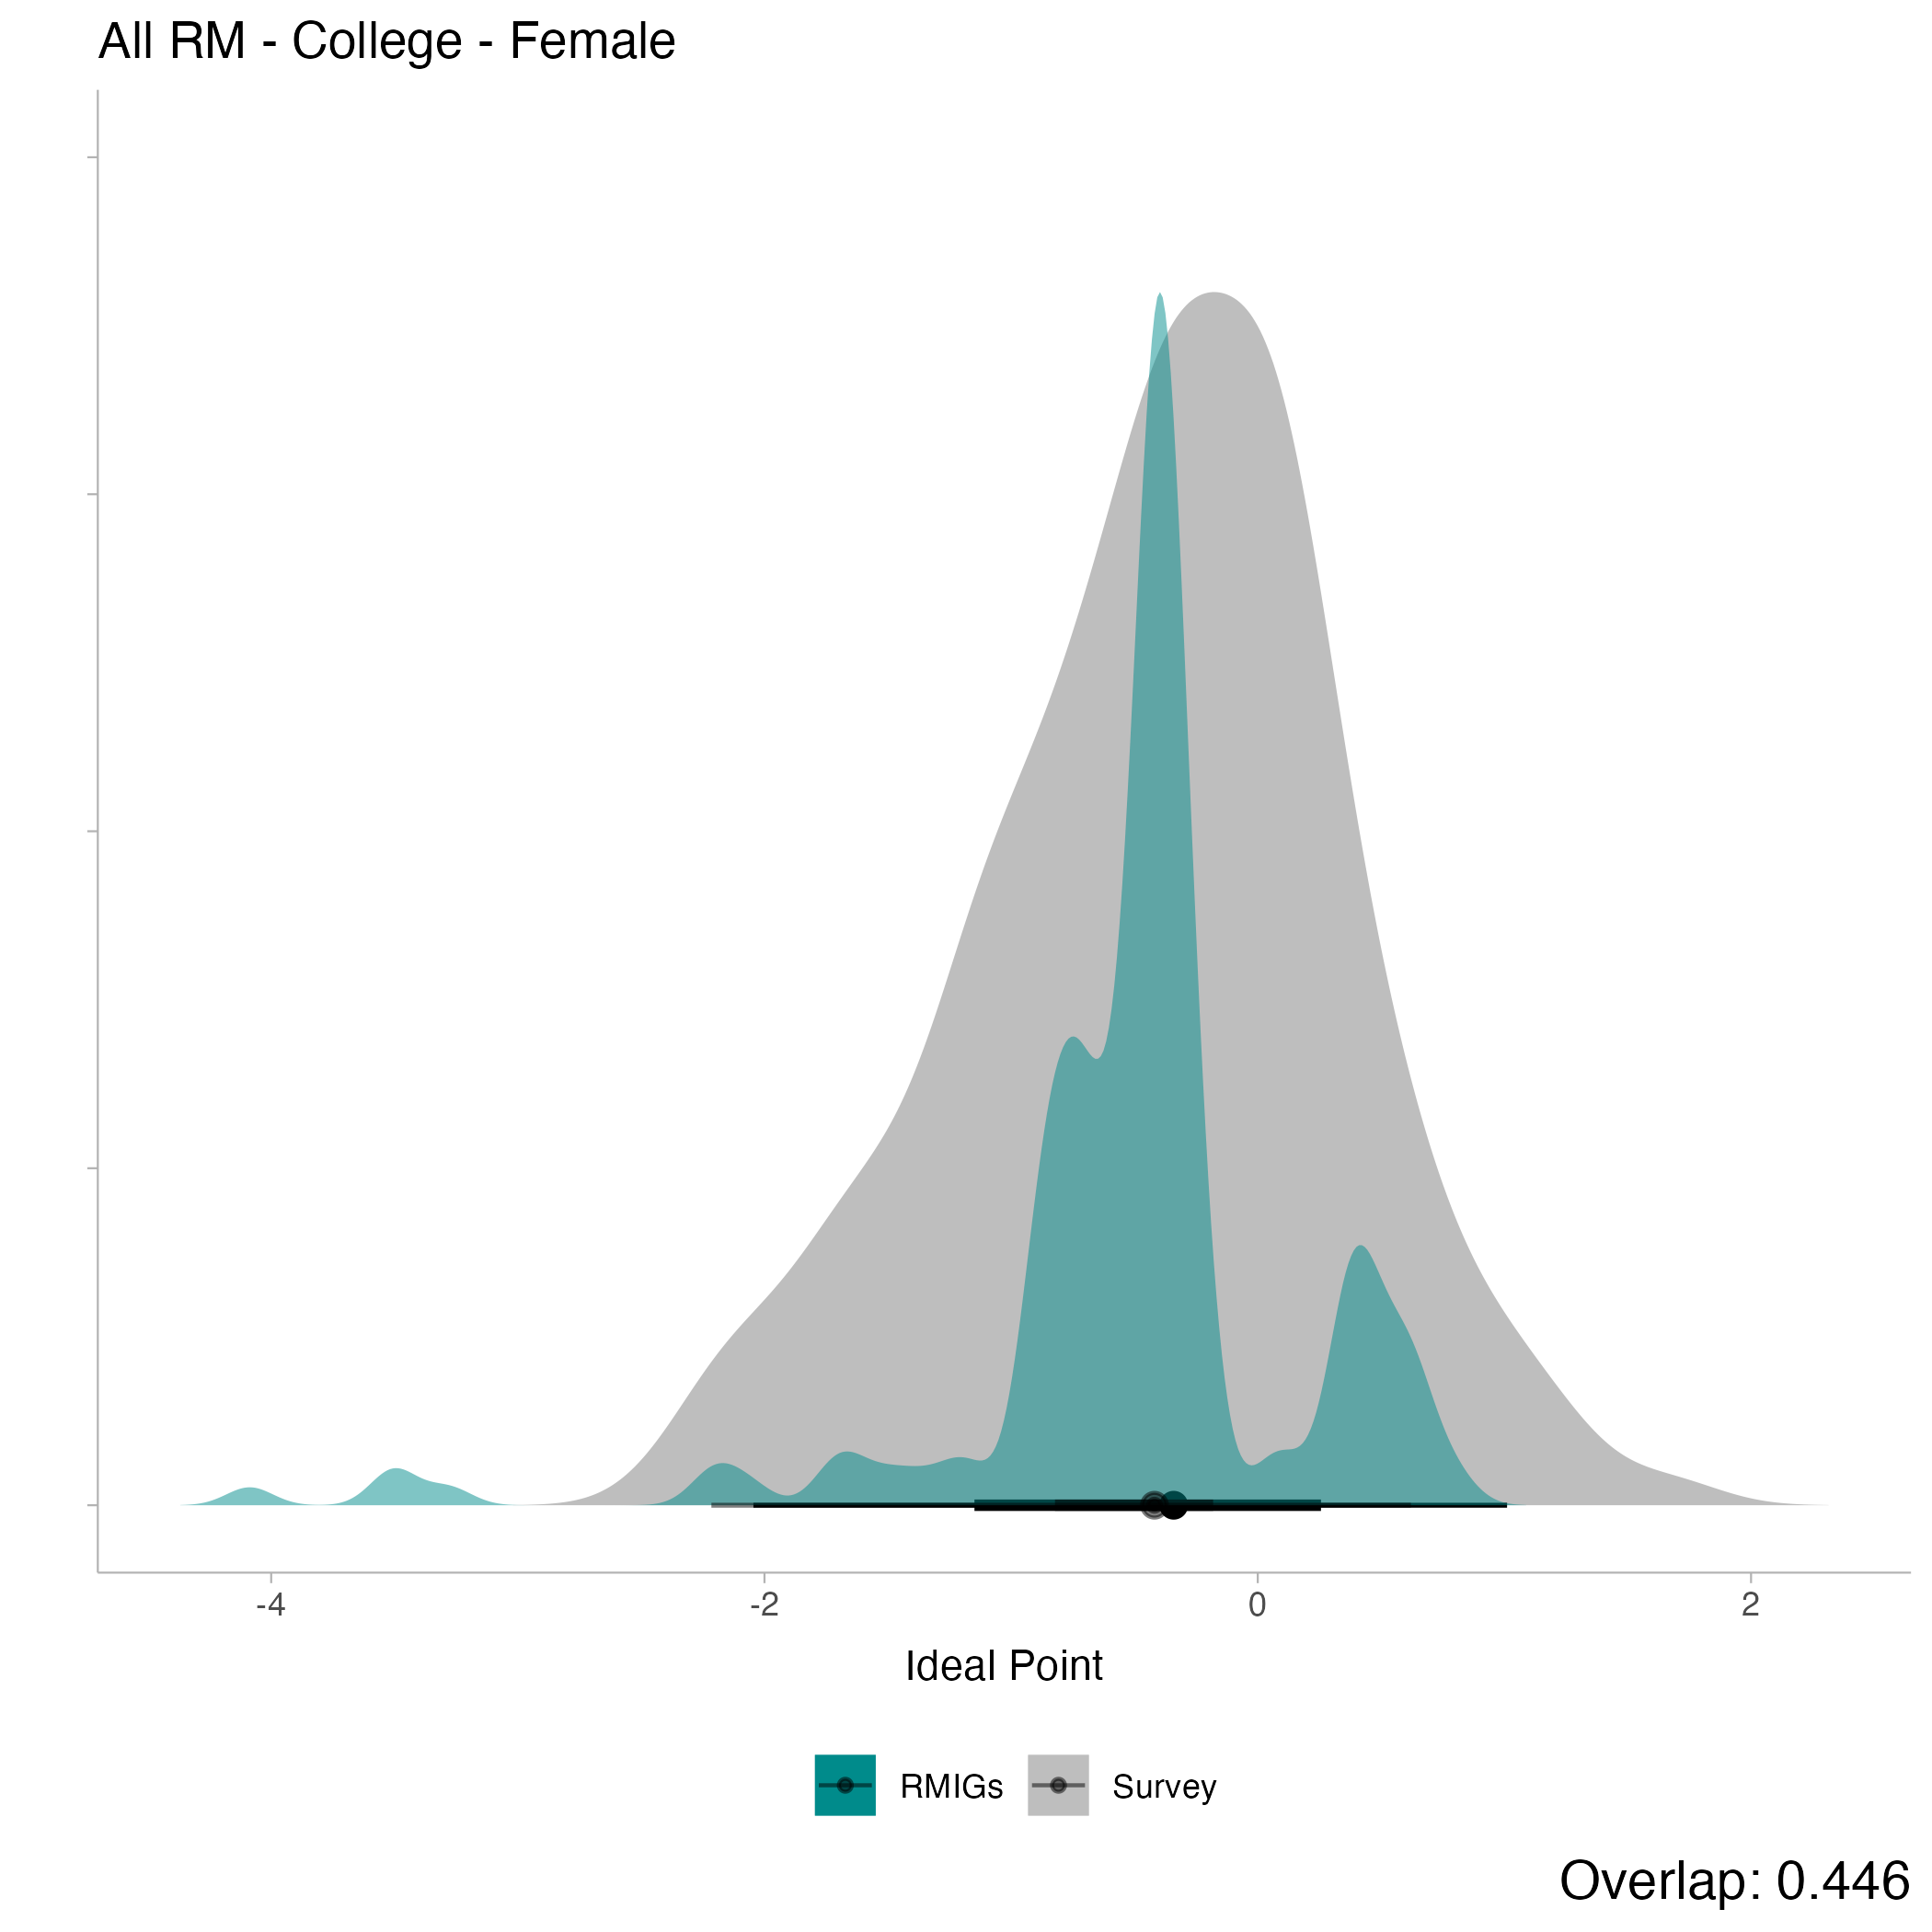 All RM - College - Female
-4 -2 0 2
Ideal Point
RMIGs Survey
Overlap: 0.446